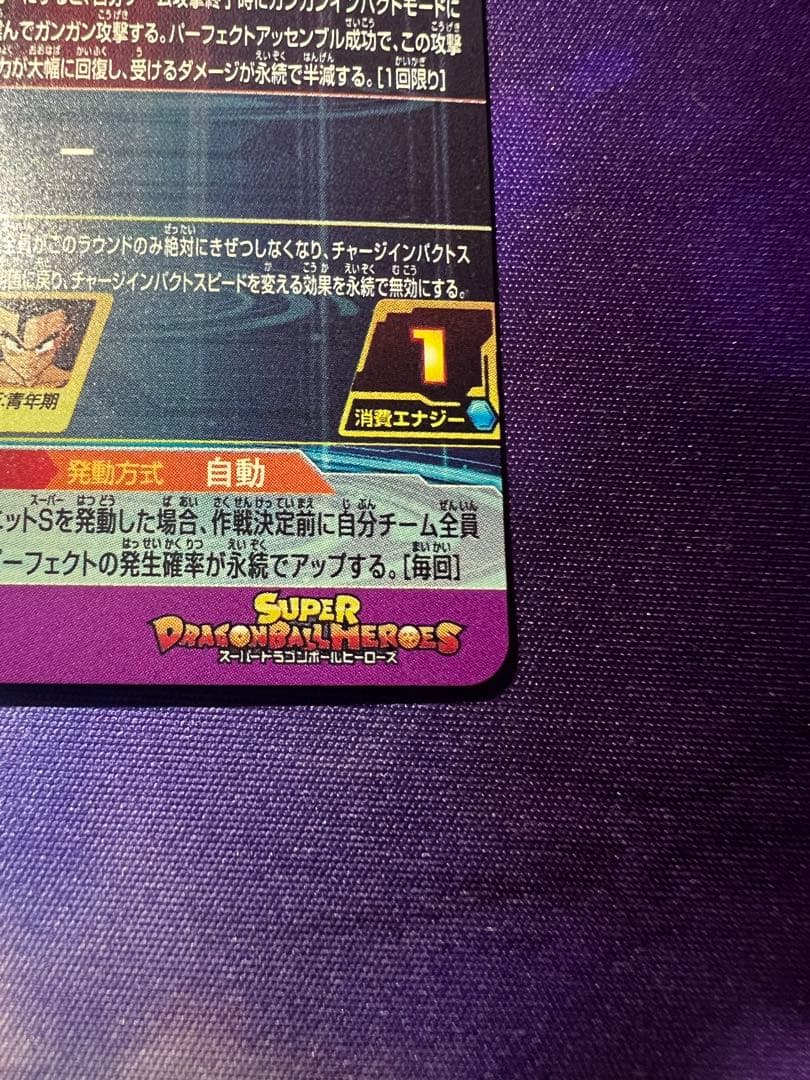 にすると、自分チーム攻撃終了時にガンガンインパクトモードに
んでガンガン攻撃する。パーフェクトアッセンブル成功で、この攻撃
力が大幅に回復し、受けるダメージが永続で半減する。[1回限り]
ー
全員がこのラウンドのみ絶対にきぜつしなくなり、チャージインパクトス
に戻り、チャージインパクトスピードを変える効果を永続で無効にする。
:青年期
1
消費エナジー
発動方式 自動
ニットSを発動した場合、作戦決定前に自分チーム全員
パーフェクトの発生確率が永続でアップする。[毎回]
SUPER
DRAGONBALL HEROES
スーパードラゴンボールヒーローズ